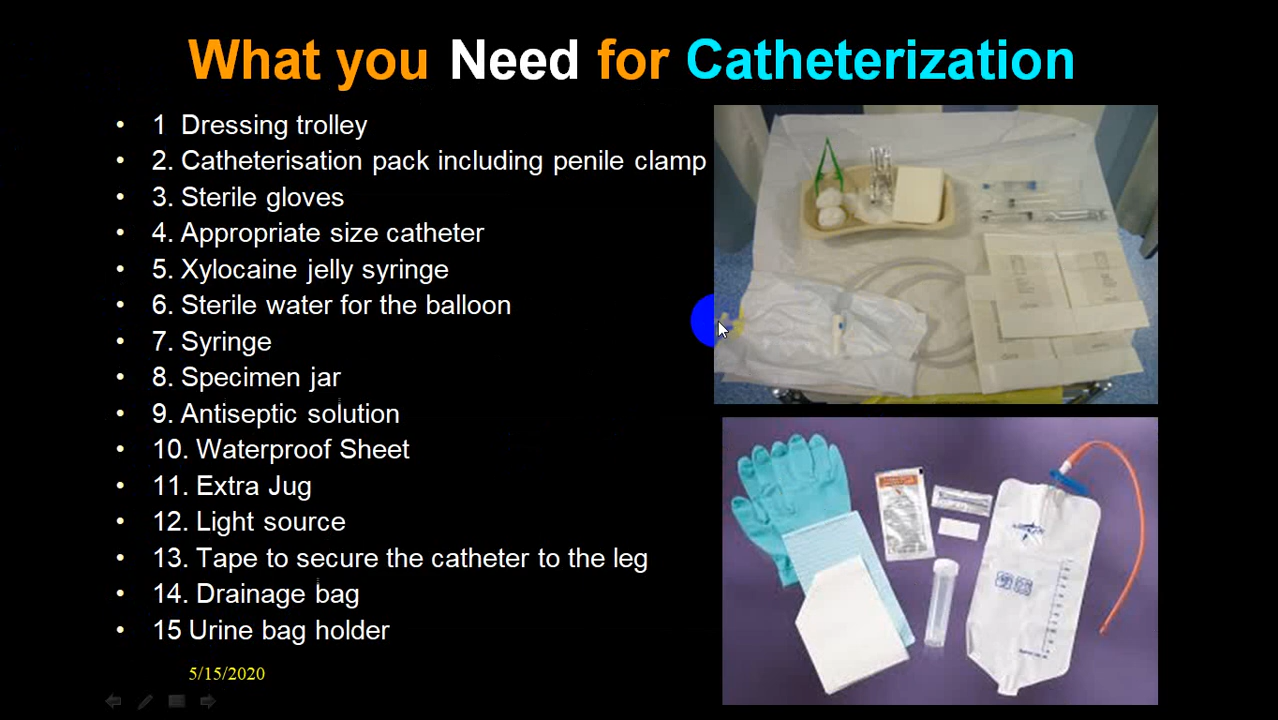 What you Need for Catheterization
• 1 Dressing trolley
• 2. Catheterisation pack including penile clamp
• 3. Sterile gloves
• 4. Appropriate size catheter
• 5. Xylocaine jelly syringe
• 6. Sterile water for the balloon
• 7. Syringe
• 8. Specimen jar
• 9. Antiseptic solution
• 10. Waterproof Sheet
• 11. Extra Jug
• 12. Light source
• 13. Tape to secure the catheter to the leg
• 14. Drainage bag
• 15 Urine bag holder
5/15/2020